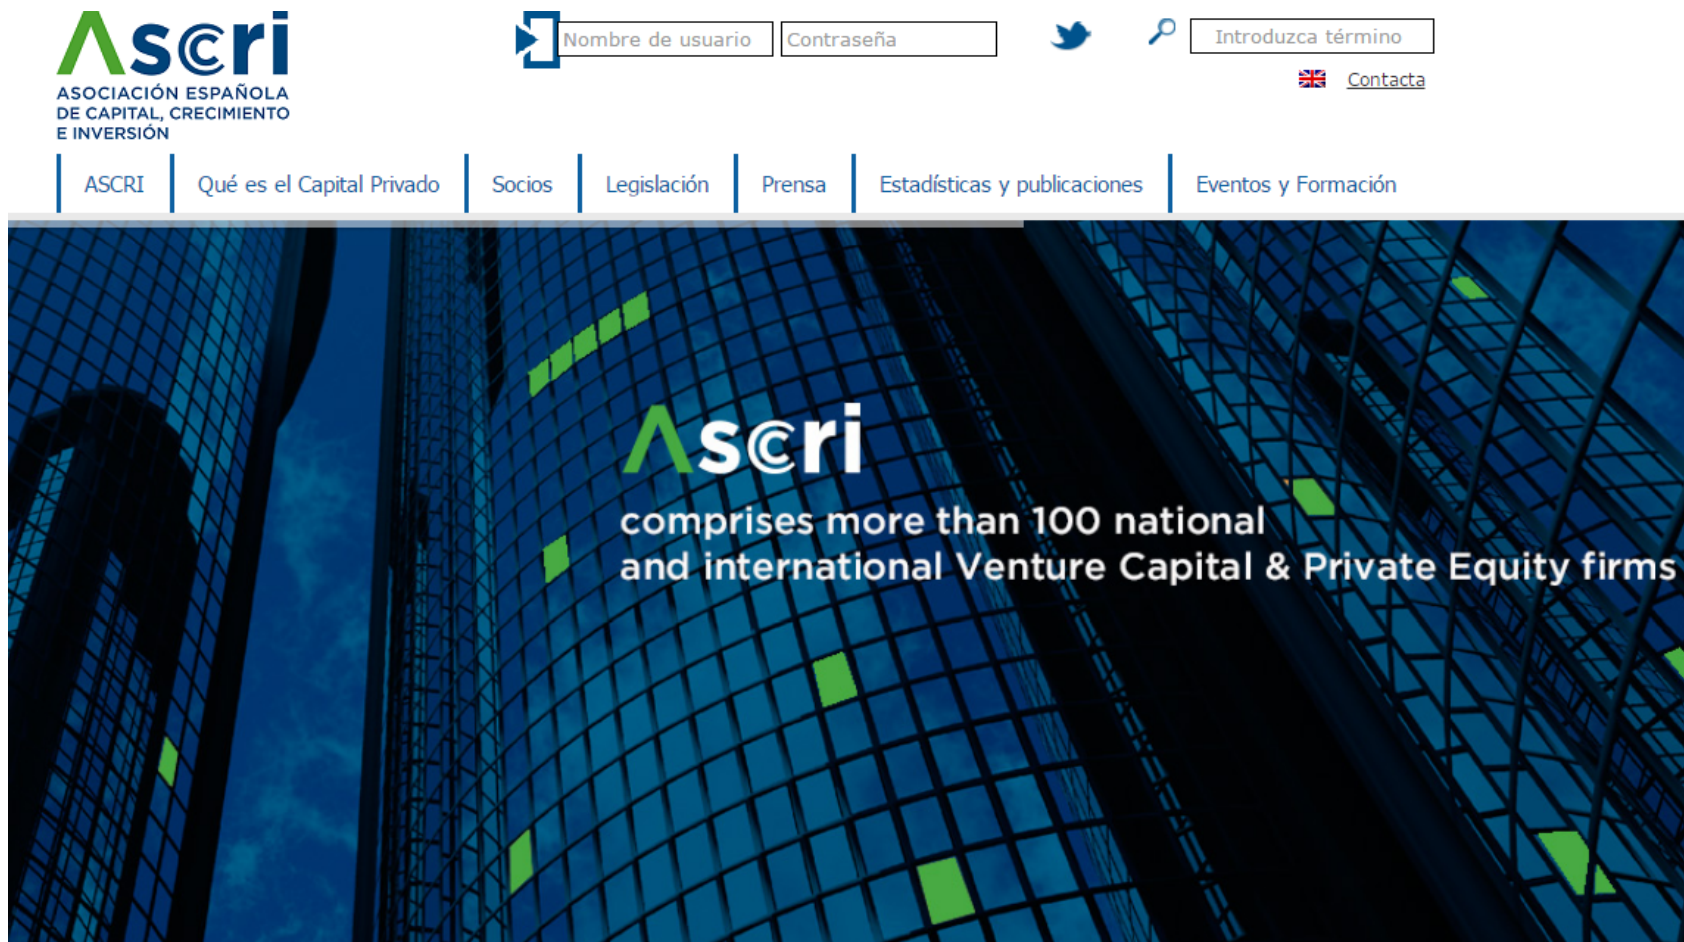 Ascri
ASOCIACIÓN ESPAÑOLA
DE CAPITAL, CRECIMIENTO
E INVERSIÓN
Nombre de usuario
Contraseña
Introduzca término
Contacta
ASCRI
Qué es el Capital Privado
Socios
Legislación
Prensa
Estadísticas y publicaciones
Eventos y Formación
Ascri
comprises more than 100 national
and international Venture Capital & Private Equity firms